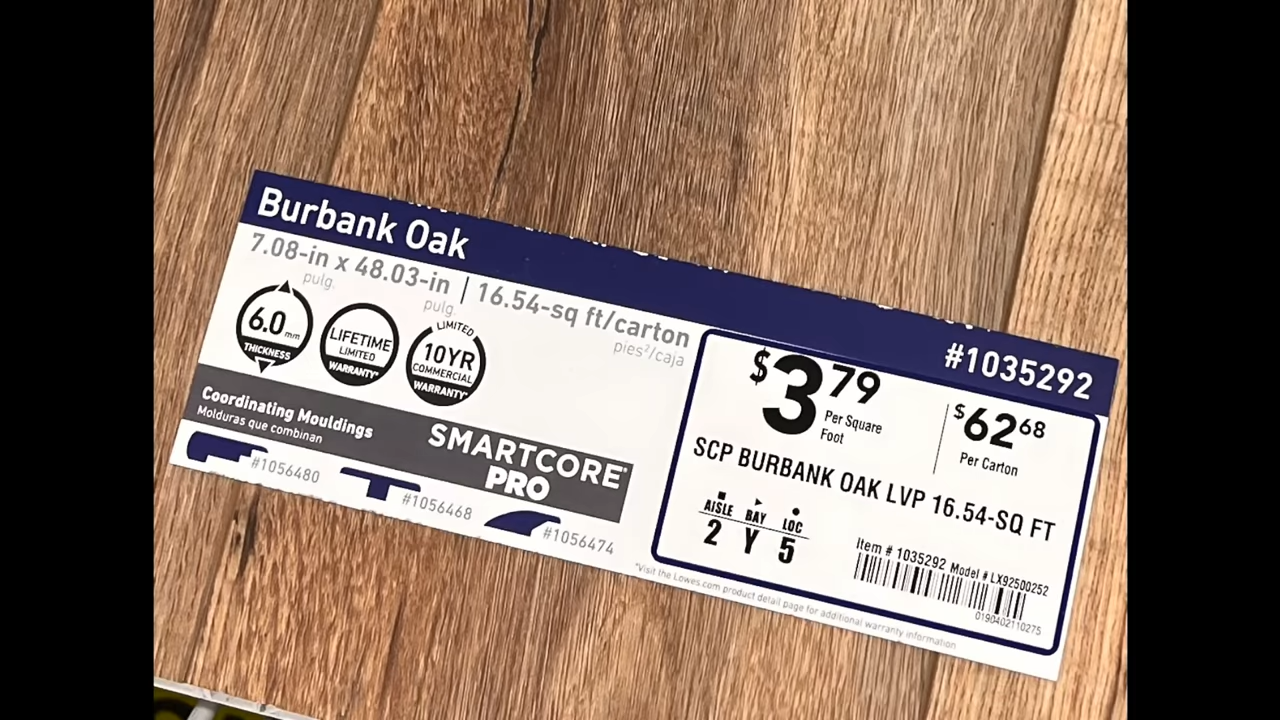 Burbank Oak
7.08-in x 48.03-in | 16.54-sq ft/carton
pulg. pulg. pies²/caja
6.0 mm
THICKNESS
LIFETIME
LIMITED
WARRANTY*
LIMITED
10YR
COMMERCIAL
WARRANTY*
Coordinating Mouldings
Molduras que combinan
SMARTCORE®
PRO
#1056480
#1056468
#1056474
#1035292
$3 79
Per Square
Foot
$62 68
Per Carton
SCP BURBANK OAK LVP 16.54-SQ FT
AISLE BAY LOC
2 Y 5
Item # 1035292 Model # LX92500252
0190402110275
*Visit the Lowes.com product detail page for additional warranty information